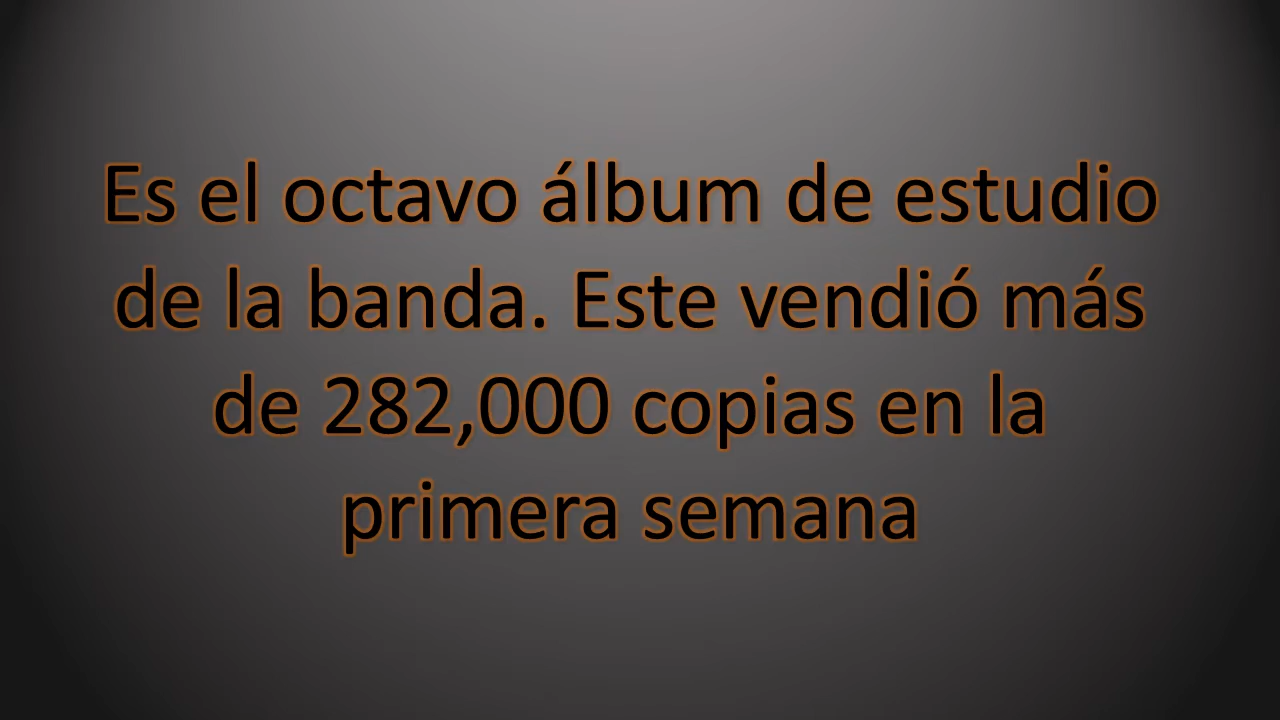 Es el octavo álbum de estudio
de la banda. Este vendió más
de 282,000 copias en la
primera semana